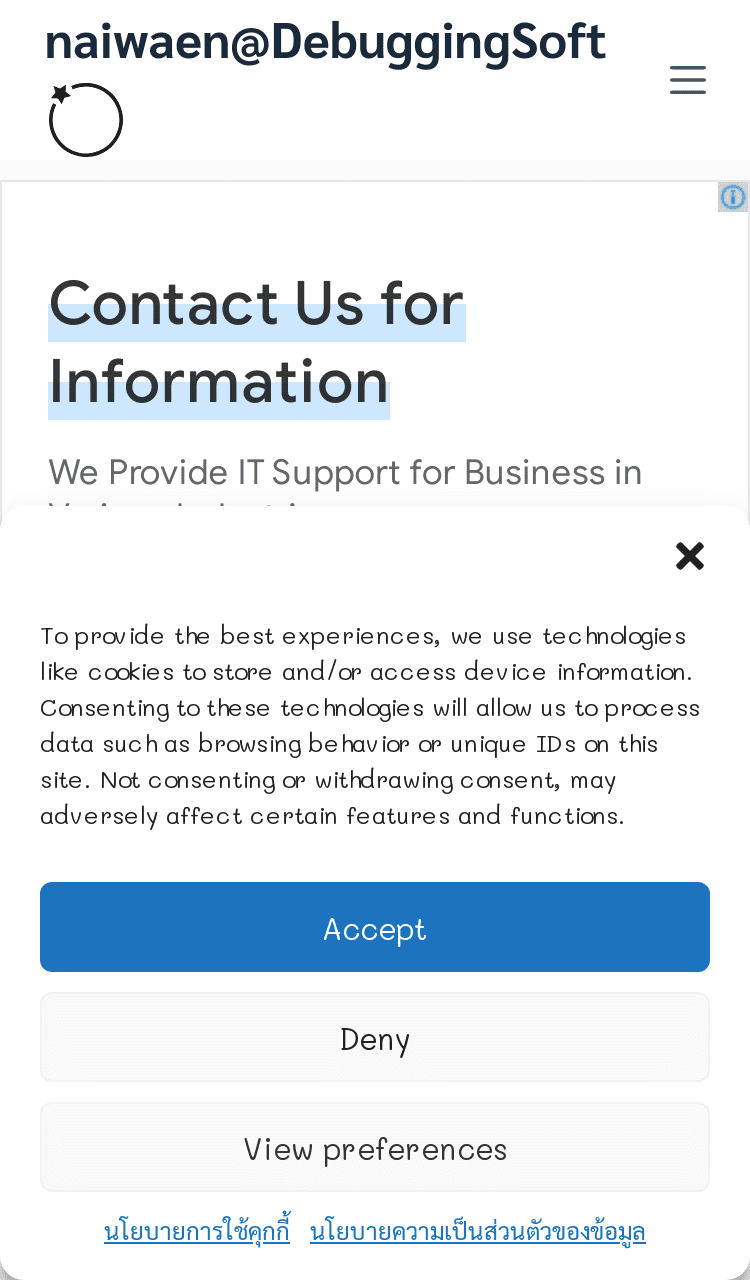 naiwaen@DebuggingSoft
Contact Us for
Information
We Provide IT Support for Business in
To provide the best experiences, we use technologies
like cookies to store and/or access device information.
Consenting to these technologies will allow us to process
data such as browsing behavior or unique IDs on this
site. Not consenting or withdrawing consent, may
adversely affect certain features and functions.
Accept
Deny
View preferences
นโยบายการใช้คุกกี้ นโยบายความเป็นส่วนตัวของข้อมูล